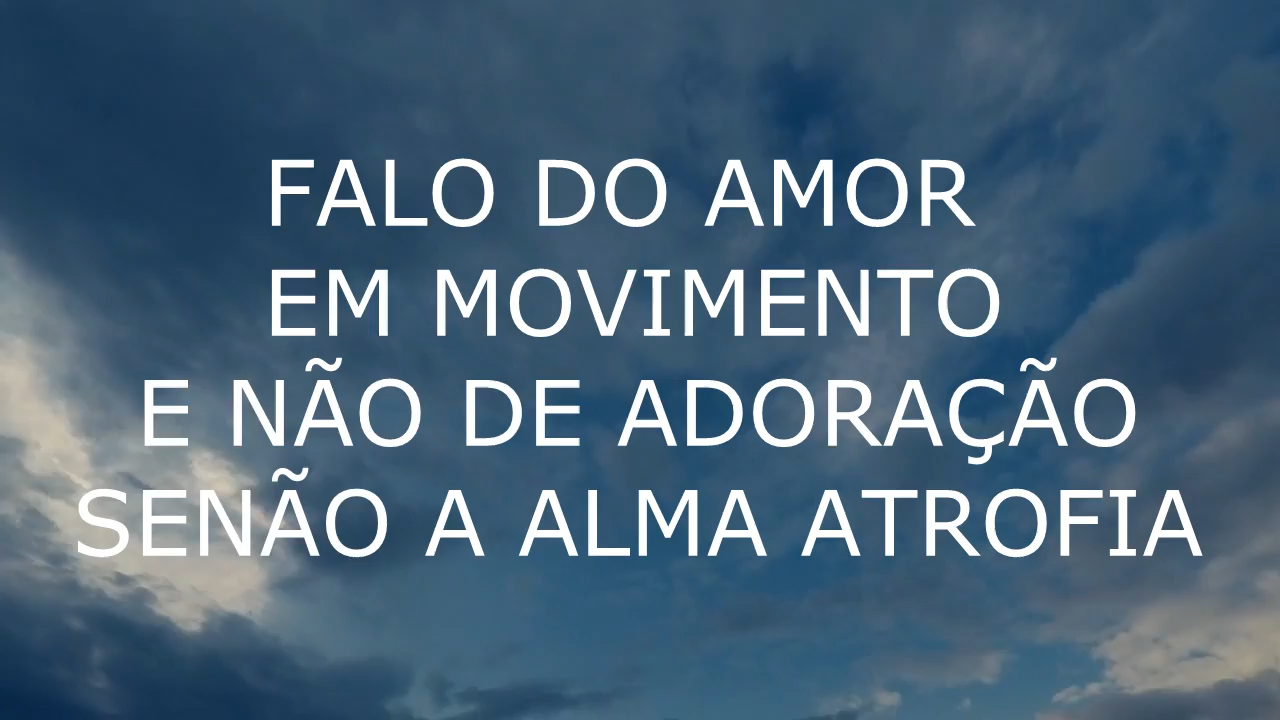 FALO DO AMOR
EM MOVIMENTO
E NÃO DE ADORAÇÃO
SENÃO A ALMA ATROFIA